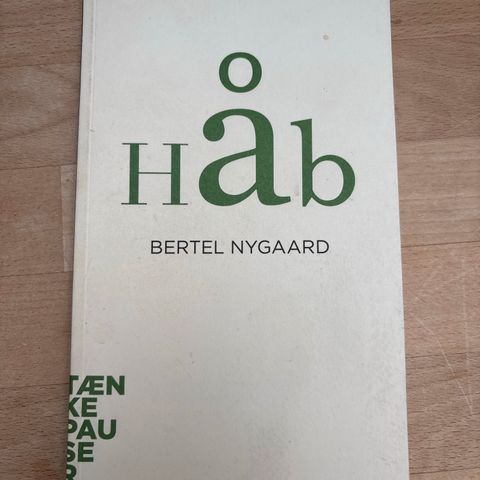 Håb
BERTEL NYGAARD
TÆN
KE
PAU
SE
R